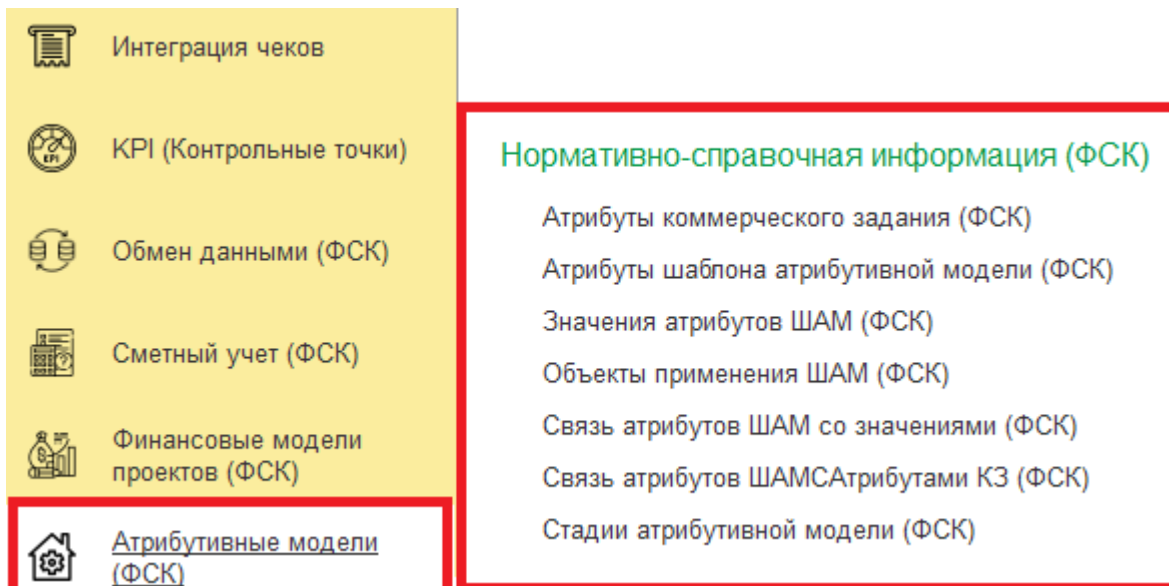 Интеграция чеков
KPI (Контрольные точки)
Обмен данными (ФСК)
Сметный учет (ФСК)
Финансовые модели
проектов (ФСК)
Атрибутивные модели
(ФСК)
Нормативно-справочная информация (ФСК)
Атрибуты коммерческого задания (ФСК)
Атрибуты шаблона атрибутивной модели (ФСК)
Значения атрибутов ШАМ (ФСК)
Объекты применения ШАМ (ФСК)
Связь атрибутов ШАМ со значениями (ФСК)
Связь атрибутов ШАМСАтрибутами КЗ (ФСК)
Стадии атрибутивной модели (ФСК)